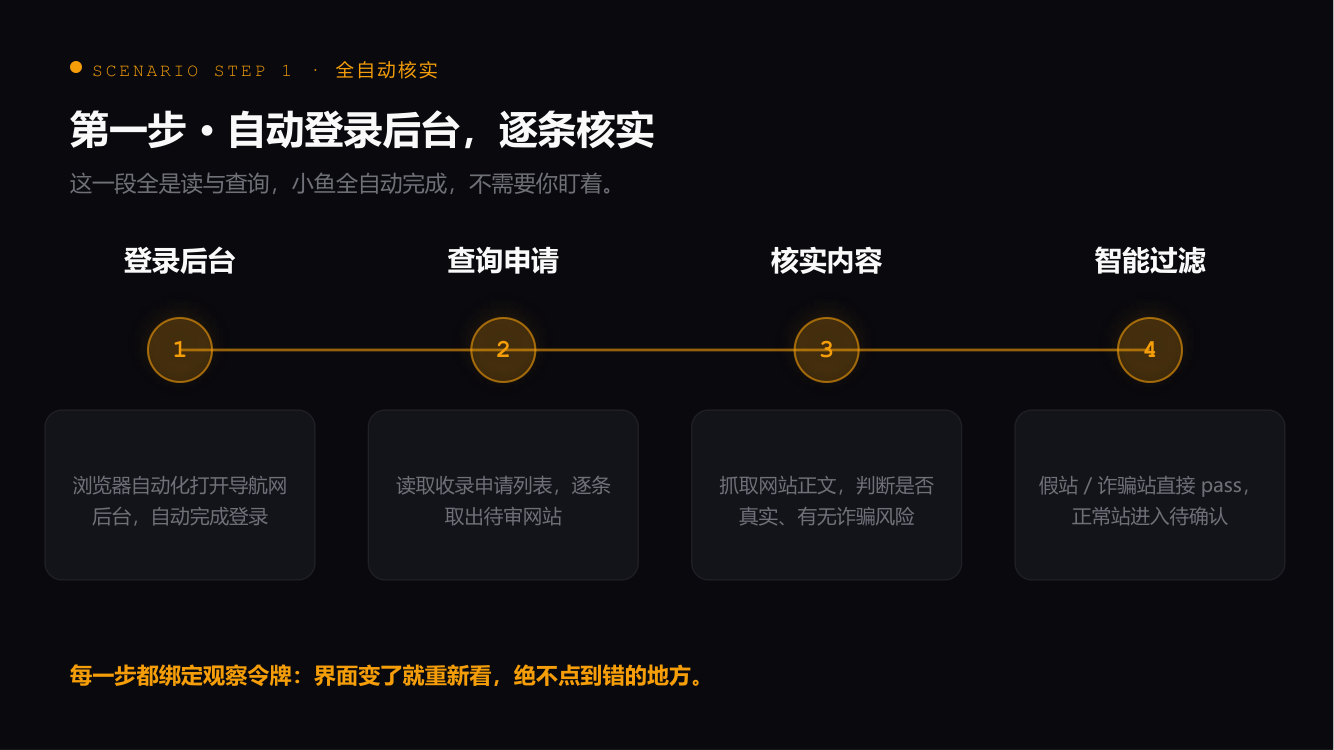 SCENARIO STEP 1 · 全自动核实
第一步 • 自动登录后台，逐条核实
这一段全是读与查询，小鱼全自动完成，不需要你盯着。
登录后台
查询申请
核实内容
智能过滤
1
2
3
4
浏览器自动化打开导航网
后台，自动完成登录
读取收录申请列表，逐条
取出待审网站
抓取网站正文，判断是否
真实、有无诈骗风险
假站 / 诈骗站直接 pass，
正常站进入待确认
每一步都绑定观察令牌：界面变了就重新看，绝不点到错的地方。